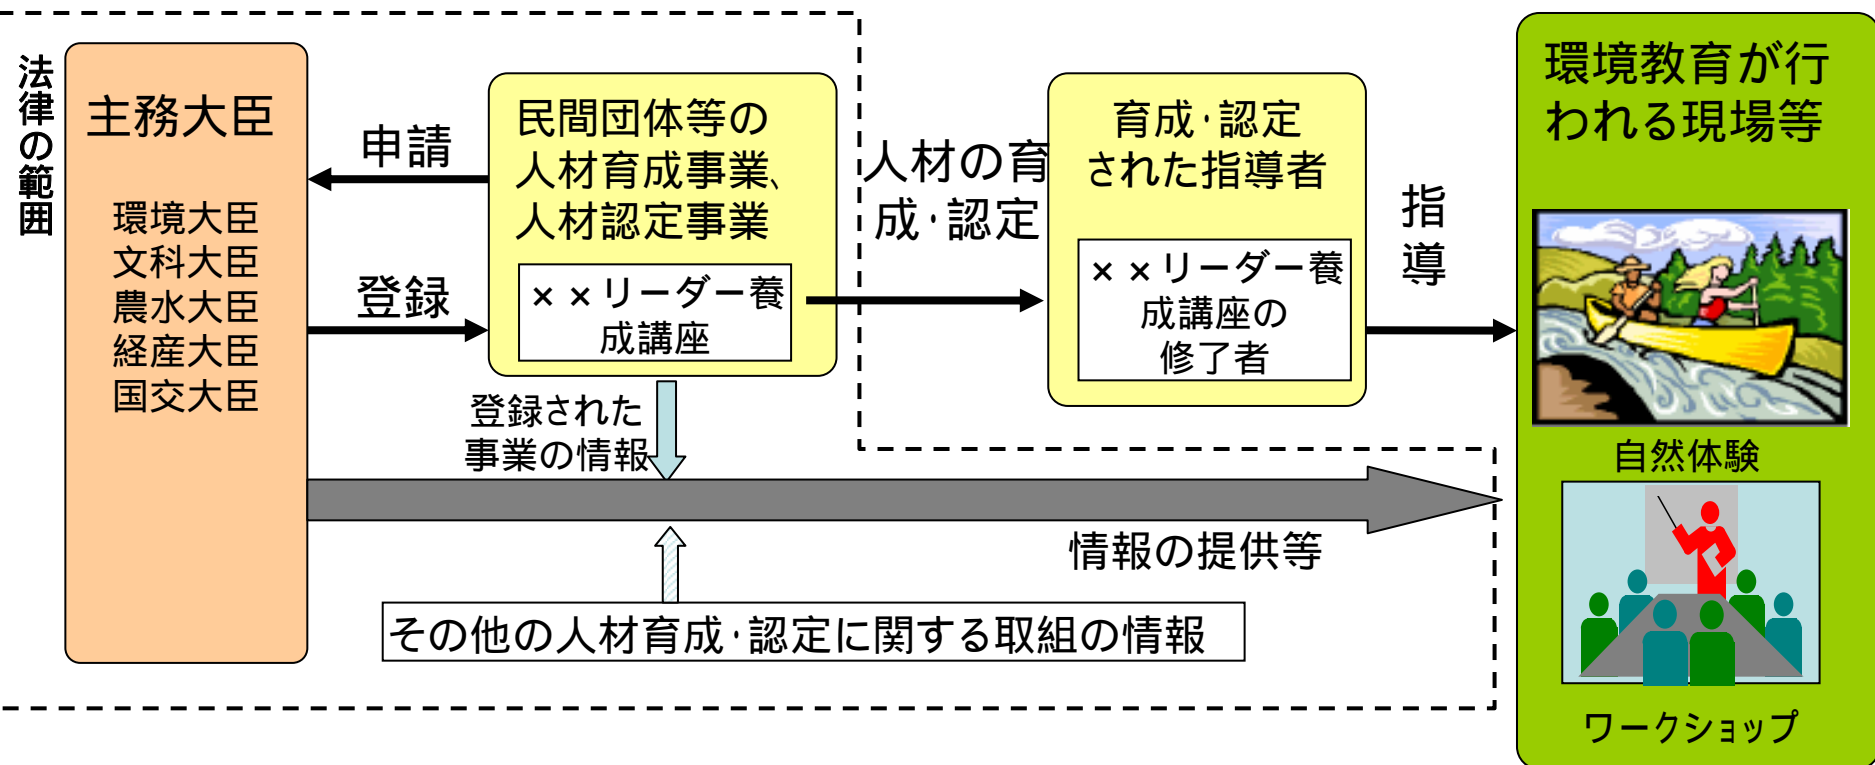 法律の範囲
主務大臣
環境大臣
文科大臣
農水大臣
経産大臣
国交大臣
申請
登録
民間団体等の
人材育成事業、
人材認定事業
××リーダー養
成講座
登録された
事業の情報
人材の育
成・認定
育成・認定
された指導者
××リーダー養
成講座の
修了者
指導
環境教育が行
われる現場等
自然体験
ワークショップ
情報の提供等
その他の人材育成・認定に関する取組の情報